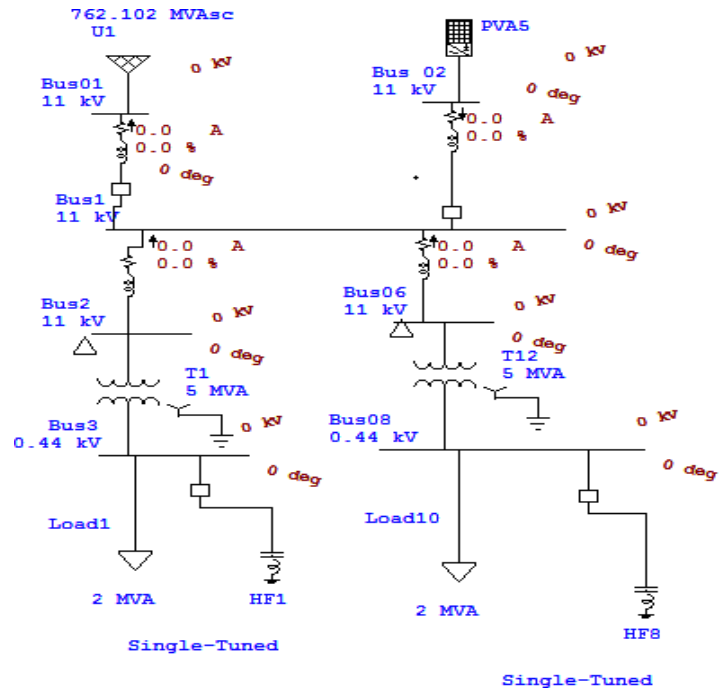 762.102 MVAsc
U1
PVA5
0 kV
0 kV
Bus01
11 kV
Bus 02
11 kV
0 deg
0.0 A
0.0 %
0.0 A
0.0 %
0 deg
Bus1
11 kV
0 kV
0.0 A
0.0 %
0.0 A
0.0 %
0 deg
Bus2
11 kV
0 kV
Bus06
11 kV
0 kV
0 deg
0 deg
T1
5 MVA
T12
5 MVA
Bus3
0.44 kV
0 kV
Bus08
0.44 kV
0 kV
0 deg
0 deg
Load1
Load10
2 MVA
HF1
2 MVA
HF8
Single-Tuned
Single-Tuned